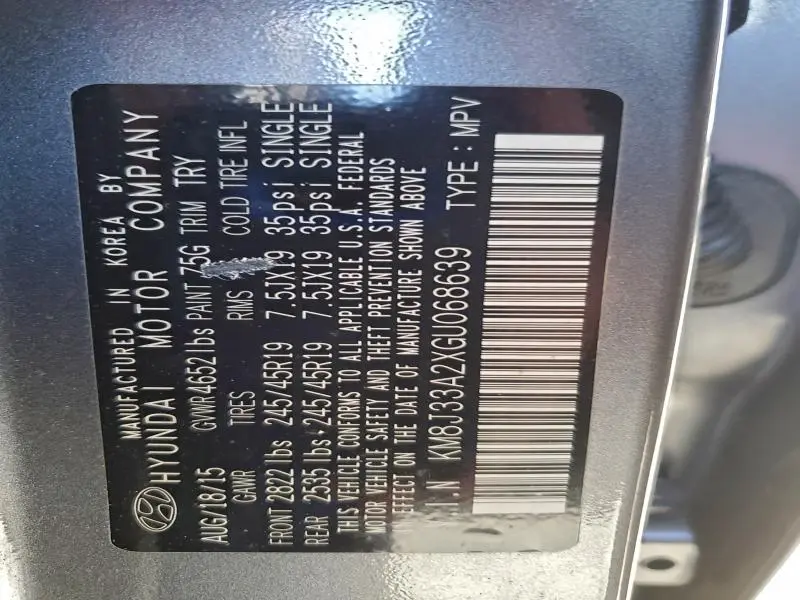 MANUFACTURED IN KOREA BY
HYUNDAI MOTOR COMPANY
AUG/18/15 GVWR 4652 lbs PAINT 75G TRIM TRY
GAWR TIRES RIMS COLD TIRE INFL
FRONT 2822 lbs 245/45R19 7.5JX19 35psi SINGLE
REAR 2535 lbs 245/45R19 7.5JX19 35psi SINGLE
THIS VEHICLE CONFORMS TO ALL APPLICABLE U.S.A. FEDERAL
MOTOR VEHICLE SAFETY AND THEFT PREVENTION STANDARDS
IN EFFECT ON THE DATE OF MANUFACTURE SHOWN ABOVE
V.I.N KM8J33A2XGU068639 TYPE : MPV